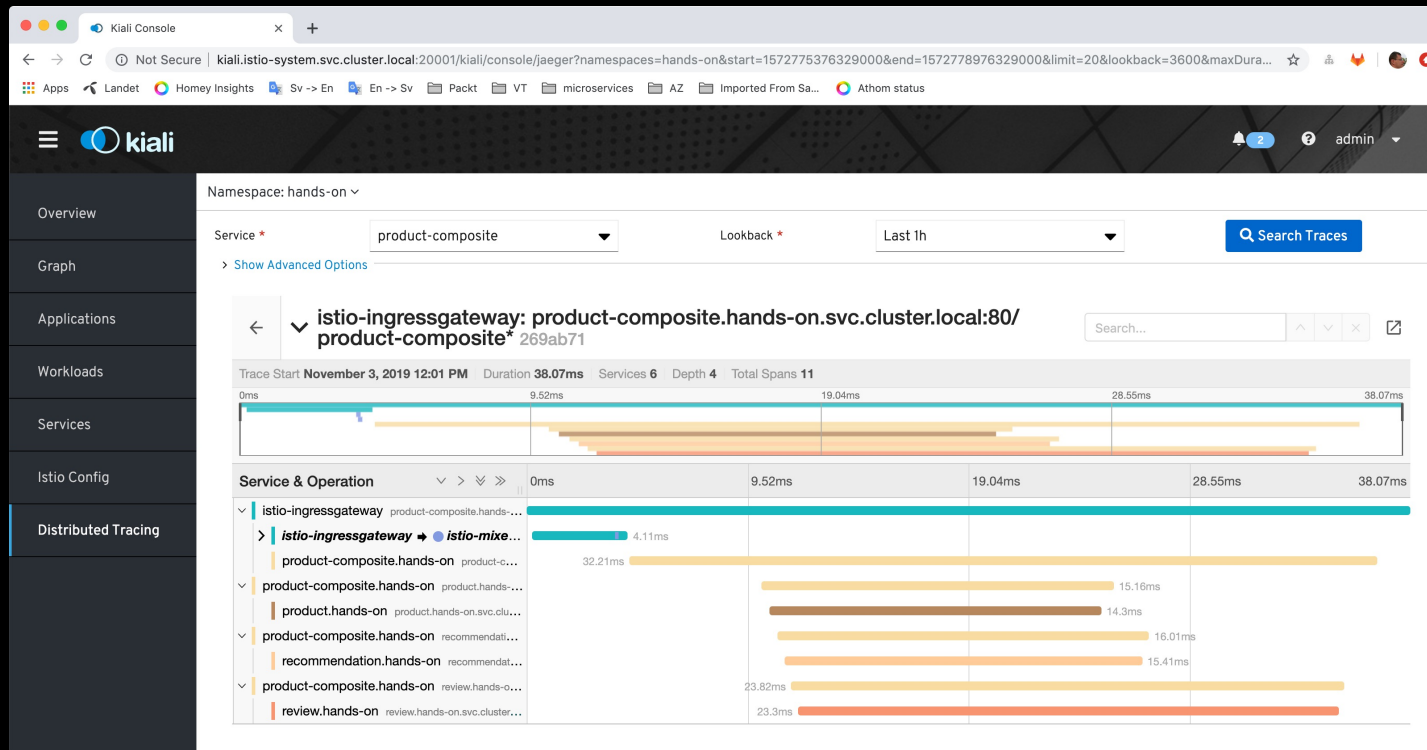 Kiali Console
Not Secure | kiali.istio-system.svc.cluster.local:20001/kiali/console/jaeger?namespaces=hands-on&start=1572775376329000&end=1572778976329000&limit=20&lookback=3600&maxDura...
Apps Landet Homey Insights Sv -> En En -> Sv Packt VT microservices AZ Imported From Sa... Athom status
kiali 2 admin
Namespace: hands-on
Overview
Service * product-composite Lookback * Last 1h Search Traces
Graph
Show Advanced Options
Applications
istio-ingressgateway: product-composite.hands-on.svc.cluster.local:80/
product-composite* 269ab71
Search...
Workloads
Trace Start November 3, 2019 12:01 PM Duration 38.07ms Services 6 Depth 4 Total Spans 11
0ms 9.52ms 19.04ms 28.55ms 38.07ms
Services
Istio Config
Service & Operation 0ms 9.52ms 19.04ms 28.55ms 38.07ms
istio-ingressgateway product-composite.hands-...
Distributed Tracing
istio-ingressgateway istio-mixe... 4.11ms
product-composite.hands-on product-c... 32.21ms
product-composite.hands-on product.hands-... 15.16ms
product.hands-on product.hands-on.svc.clu... 14.3ms
product-composite.hands-on recommendati... 16.01ms
recommendation.hands-on recommendat... 15.41ms
product-composite.hands-on review.hands-o... 23.82ms
review.hands-on review.hands-on.svc.cluster... 23.3ms